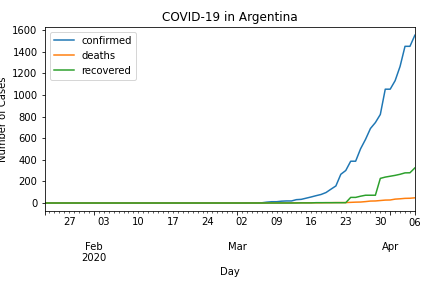 COVID-19 in Argentina
1600
1400
1200
1000
800
600
400
200
0
Number of Cases
confirmed
deaths
recovered
27 03 10 17 24 02 09 16 23 30 06
Feb Mar Apr
2020
Day